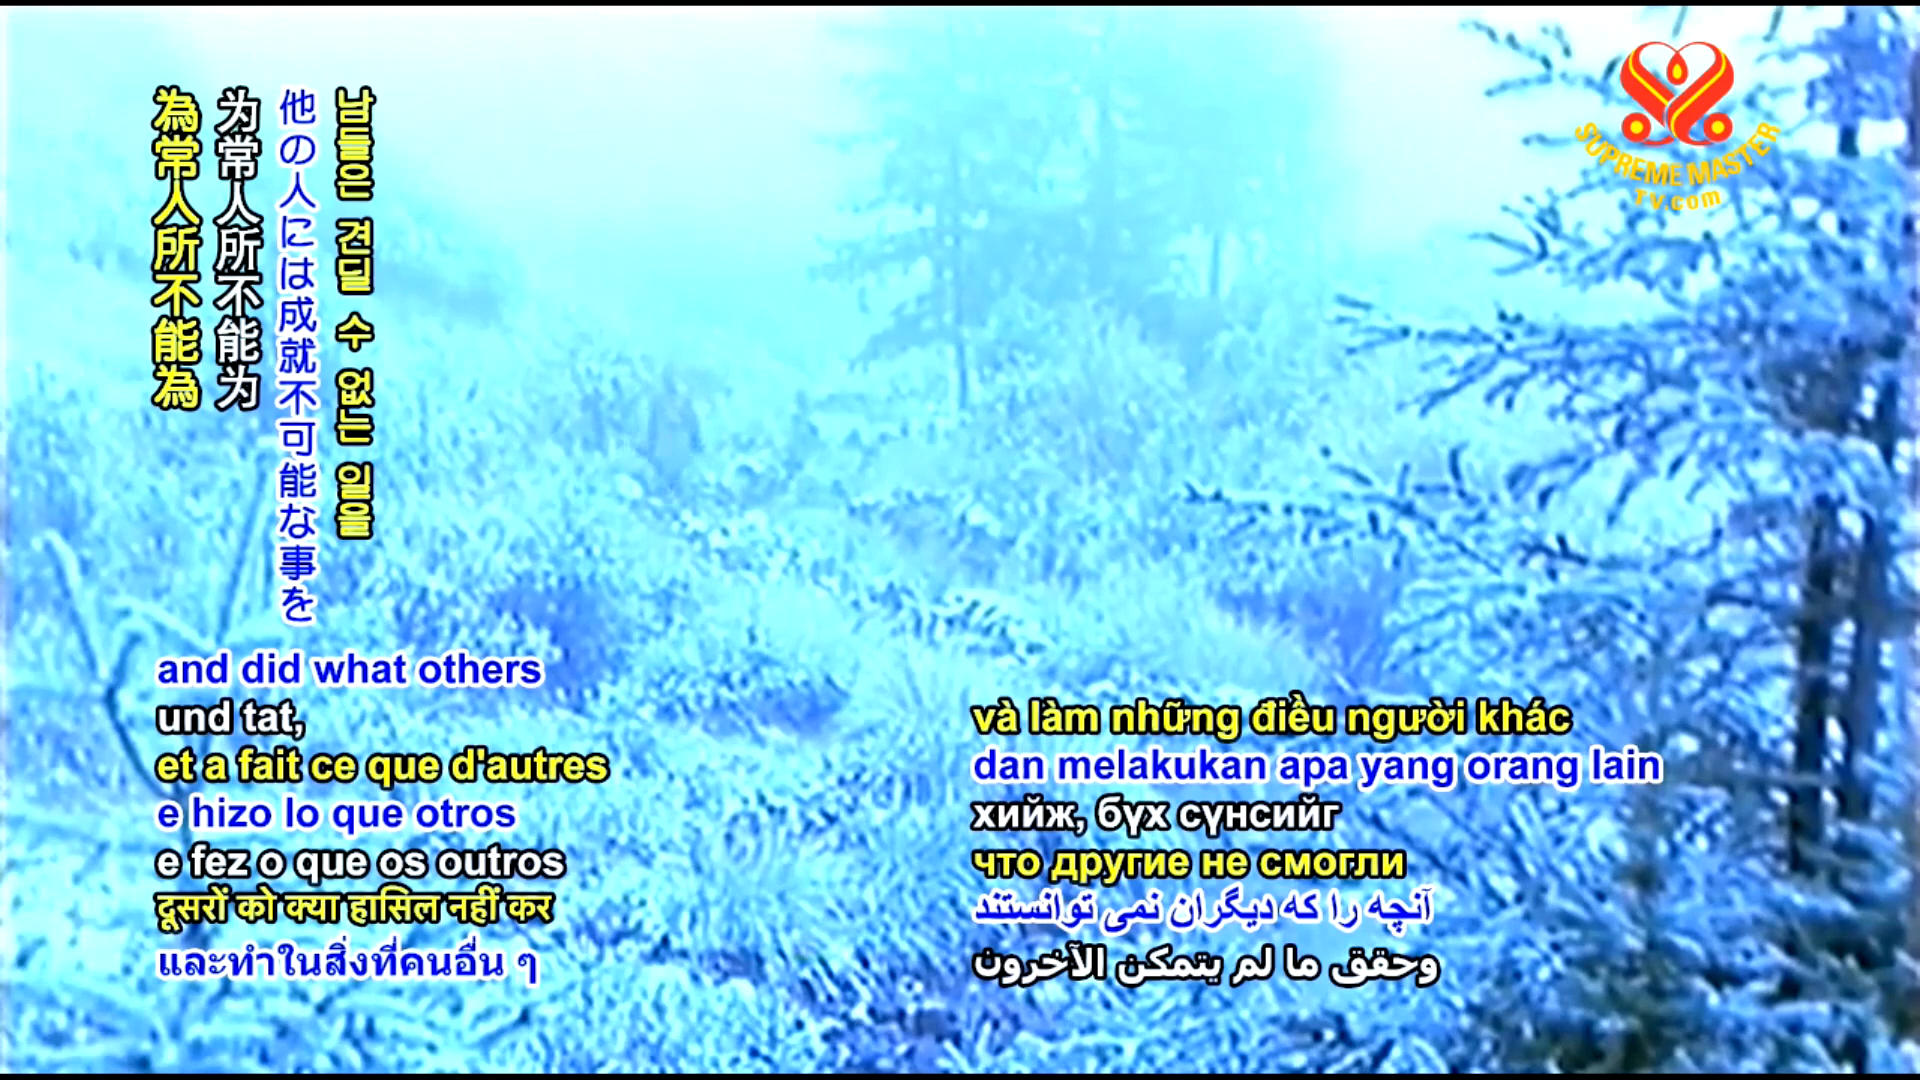 為常人所不能為
为常人所不能为
他の人には成就不可能な事を
남들은 견딜 수 없는 일을
and did what others
und tat,
et a fait ce que d'autres
e hizo lo que otros
e fez o que os outros
दूसरों को क्या हासिल नहीं कर
และทำในสิ่งที่คนอื่น ๆ
và làm những điều người khác
dan melakukan apa yang orang lain
хийж, бүх сүнсийг
что другие не смогли
آنچه را که دیگران نمی توانستند
وحقق ما لم يتمكن الآخرون
SUPREME MASTER
TV.com